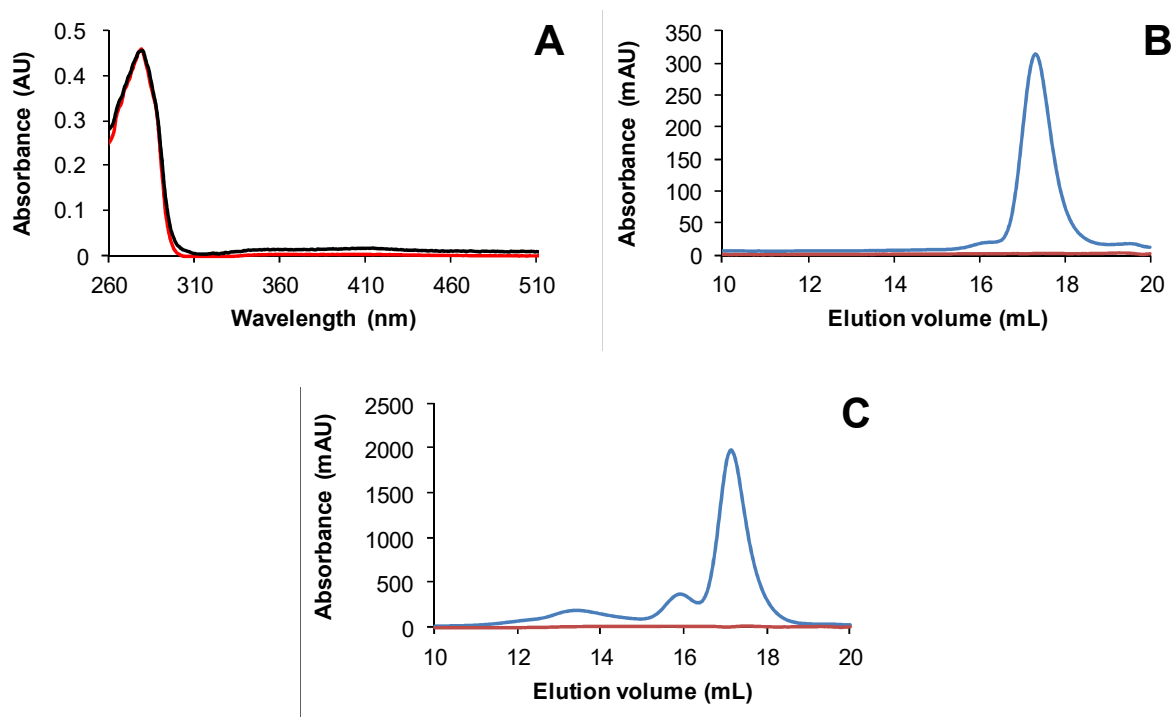 A
Absorbance (AU)
0.5
0.4
0.3
0.2
0.1
0
260 310 360 410 460 510
Wavelength (nm)
B
Absorbance (mAU)
350
300
250
200
150
100
50
0
10 12 14 16 18 20
Elution volume (mL)
C
Absorbance (mAU)
2500
2000
1500
1000
500
0
10 12 14 16 18 20
Elution volume (mL)